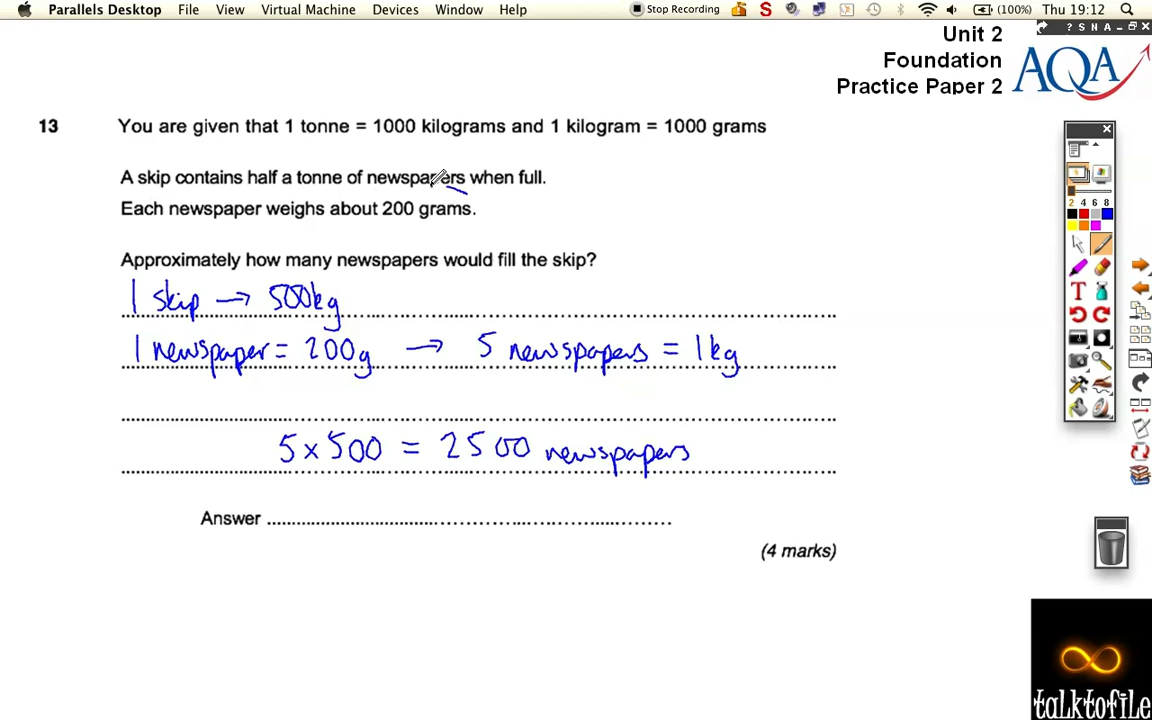 Parallels Desktop File View Virtual Machine Devices Window Help Stop Recording S (100%) Thu 19:12
? S N A
Unit 2
Foundation
Practice Paper 2
AQA
13 You are given that 1 tonne = 1000 kilograms and 1 kilogram = 1000 grams
A skip contains half a tonne of newspapers when full.
Each newspaper weighs about 200 grams.
Approximately how many newspapers would fill the skip?
1 skip → 500kg
1 newspaper = 200g → 5 newspapers = 1kg
5 x 500 = 2500 newspapers
Answer
(4 marks)
2 4 6 8
T
talktofile